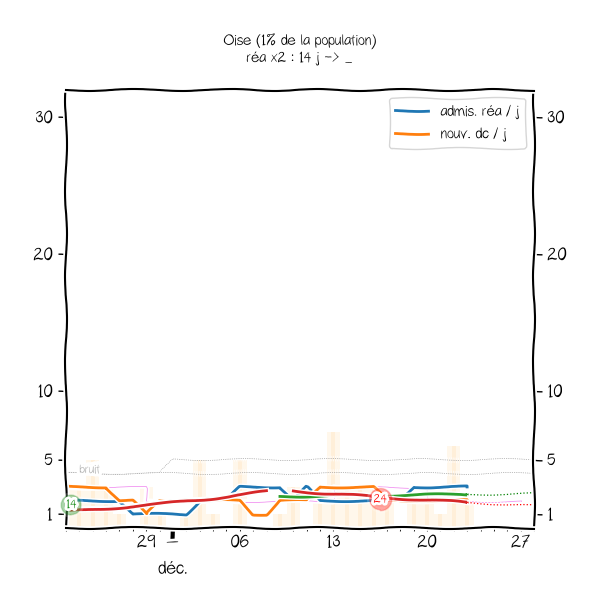 Oise (1% de la population)
réa x2 : 14 j -> _
admis. réa / j
nouv. dc / j
30
30
20
20
10
10
5
5
bruit
14
24
1
1
29
06
13
20
27
déc.